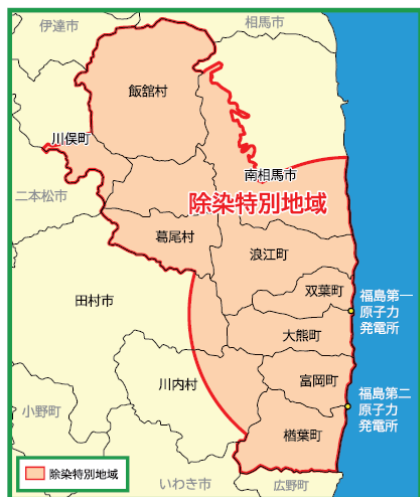 伊達市
相馬市
飯舘村
川俣町
南相馬市
二本松市
除染特別地域
葛尾村
浪江町
双葉町
福島第一
原子力
発電所
田村市
大熊町
富岡町
川内村
福島第二
原子力
発電所
小野町
楢葉町
除染特別地域
いわき市
広野町